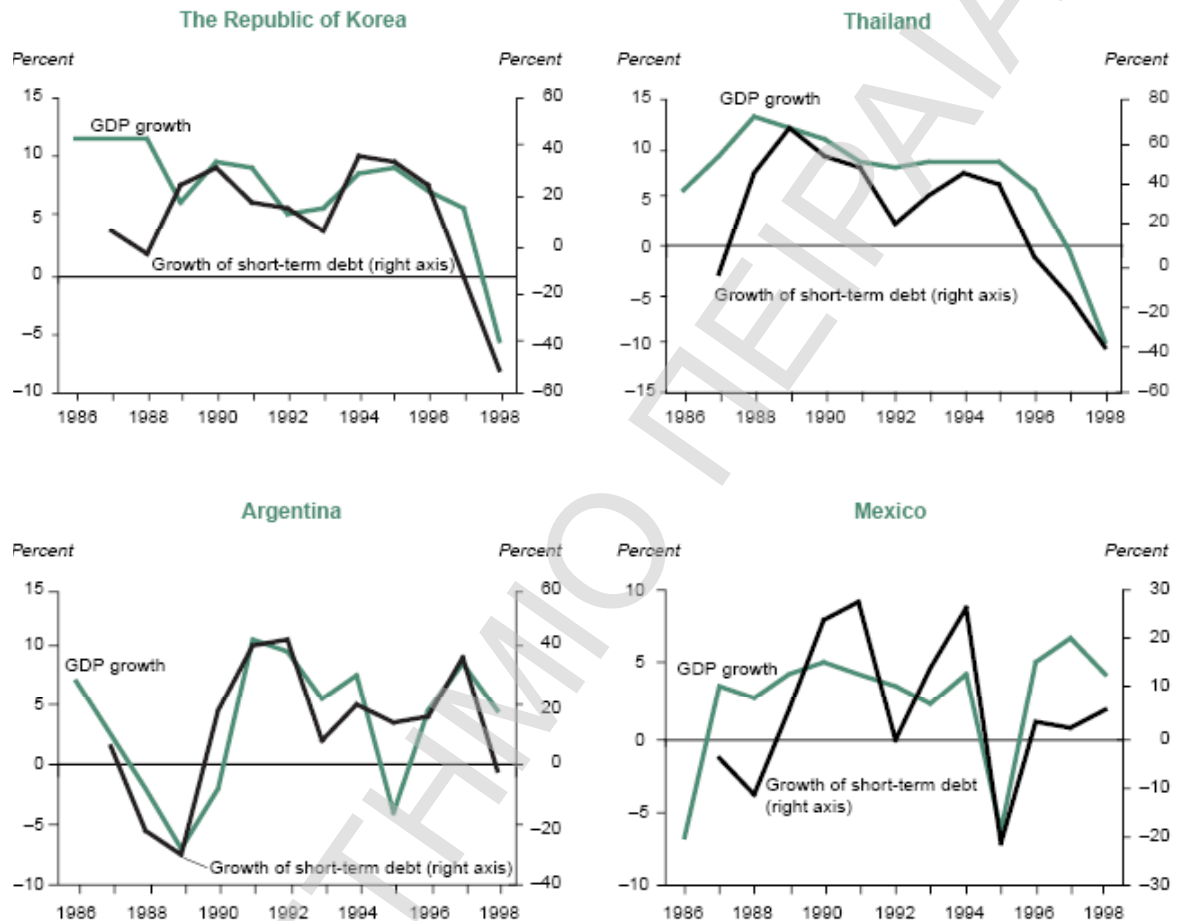 The Republic of Korea
Percent
Percent
15
10
5
0
−5
−10
60
40
20
0
−20
−40
−60
GDP growth
Growth of short-term debt (right axis)
1986 1988 1990 1992 1994 1996 1998
Thailand
Percent
Percent
15
10
5
0
−5
−10
−15
80
60
40
20
0
−20
−40
−60
GDP growth
Growth of short-term debt (right axis)
1986 1988 1990 1992 1994 1996 1998
Argentina
Percent
Percent
15
10
5
0
−5
−10
60
40
20
0
−20
−40
GDP growth
Growth of short-term debt (right axis)
1986 1988 1990 1992 1994 1996 1998
Mexico
Percent
Percent
10
5
0
−5
−10
30
20
10
0
−10
−20
−30
GDP growth
Growth of short-term debt
(right axis)
1986 1988 1990 1992 1994 1996 1998
ΤΗΜΙΟ ΠΕΙΡΑΙΑ